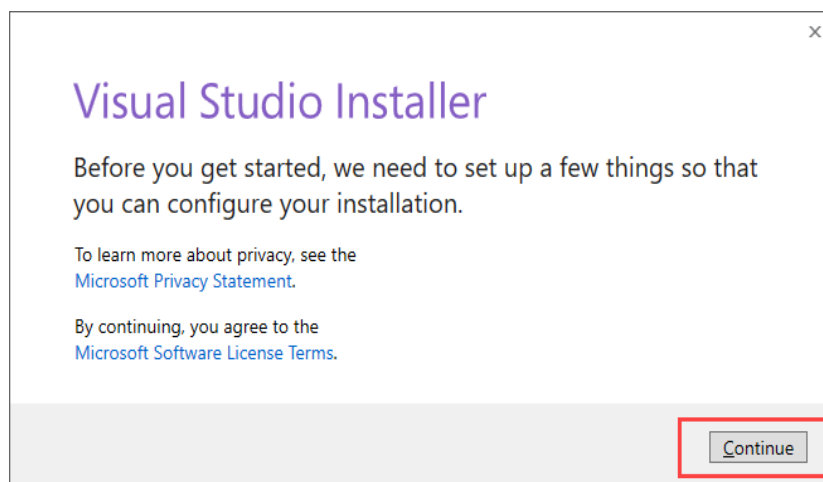 Visual Studio Installer
Before you get started, we need to set up a few things so that
you can configure your installation.
To learn more about privacy, see the
Microsoft Privacy Statement.
By continuing, you agree to the
Microsoft Software License Terms.
Continue